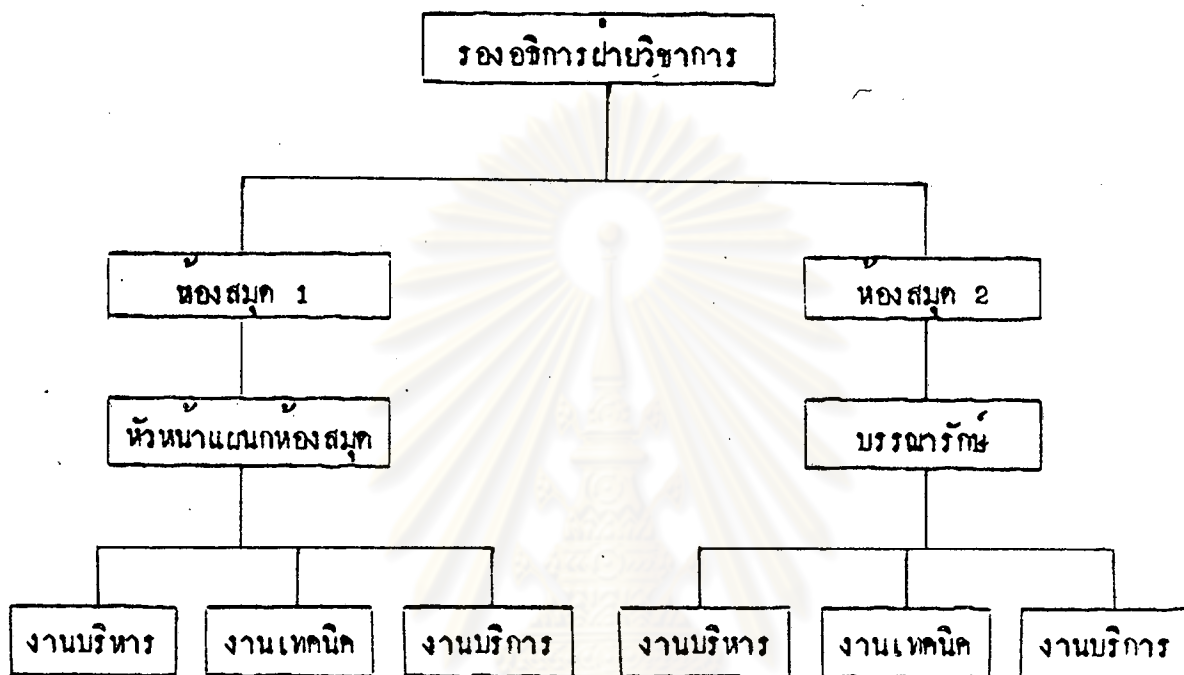 รองอธิการฝ่ายวิชาการ
ห้องสมุด 1
ห้องสมุด 2
หัวหน้าแผนกห้องสมุด
บรรณารักษ์
งานบริหาร
งานเทคนิค
งานบริการ
งานบริหาร
งานเทคนิค
งานบริการ